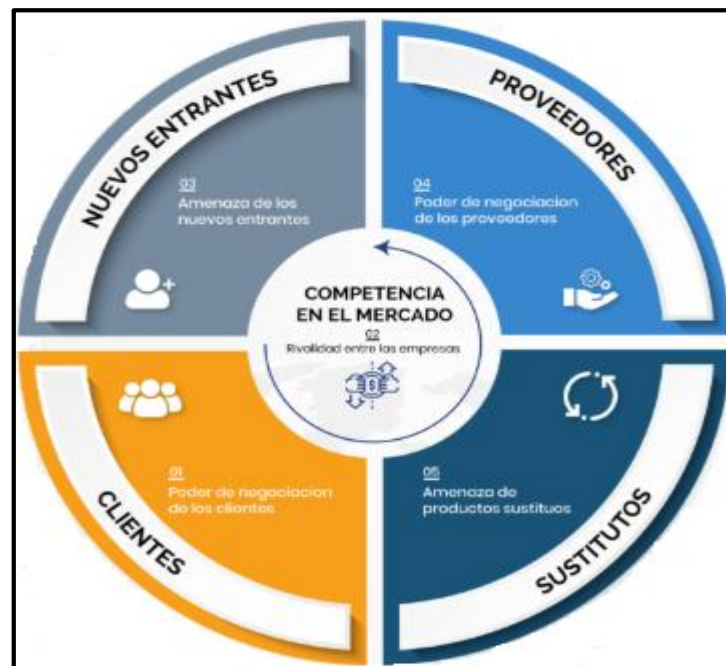 NUEVOS ENTRANTES
03
Amenaza de los
nuevos entrantes
PROVEEDORES
04
Poder de negociacion
de los proveedores
COMPETENCIA
EN EL MERCADO
02
Rivalidad entre las empresas
01
Poder de negociacion
de los clientes
CLIENTES
05
Amenaza de
productos sustituos
SUSTITUTOS